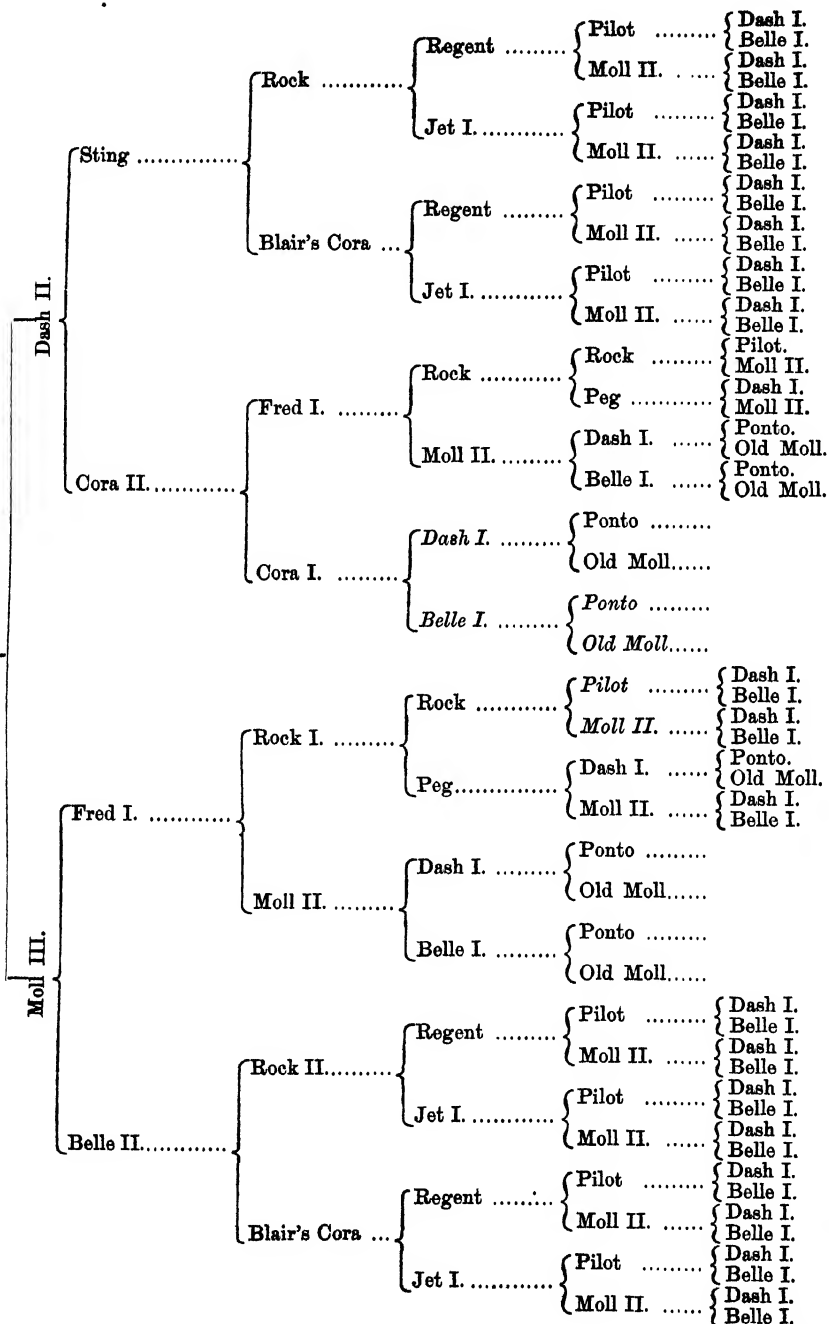 Dash II.
Sting ................
Rock ............
Regent .........
Pilot .........
Dash I.
Belle I.
Moll II. . ......
Dash I.
Belle I.
Jet I.............
Pilot .........
Dash I.
Belle I.
Moll II. ......
Dash I.
Belle I.
Blair's Cora ...
Regent .........
Pilot .........
Dash I.
Belle I.
Moll II. ......
Dash I.
Belle I.
Jet I.............
Pilot .........
Dash I.
Belle I.
Moll II. ......
Dash I.
Belle I.
Cora II...............
Fred I. .........
Rock ............
Rock .........
Pilot.
Moll II.
Peg ............
Dash I.
Moll II.
Moll II. .........
Dash I. ......
Ponto.
Old Moll.
Belle I. ......
Ponto.
Old Moll.
Cora I. .........
Dash I. .........
Ponto .........
Old Moll......
Belle I. .........
Ponto .........
Old Moll......
Moll III.
Fred I. ............
Rock I. .........
Rock ............
Pilot .........
Dash I.
Belle I.
Moll II. ......
Dash I.
Belle I.
Peg...............
Dash I. ......
Ponto.
Old Moll.
Moll II. ......
Dash I.
Belle I.
Moll II. .........
Dash I. .........
Ponto .........
Old Moll......
Belle I. .........
Ponto .........
Old Moll......
Belle II.............
Rock II..........
Regent .........
Pilot .........
Dash I.
Belle I.
Moll II. ......
Dash I.
Belle I.
Jet I.............
Pilot .........
Dash I.
Belle I.
Moll II. ......
Dash I.
Belle I.
Blair's Cora ...
Regent .........
Pilot .........
Dash I.
Belle I.
Moll II. ......
Dash I.
Belle I.
Jet I.............
Pilot .........
Dash I.
Belle I.
Moll II. ......
Dash I.
Belle I.